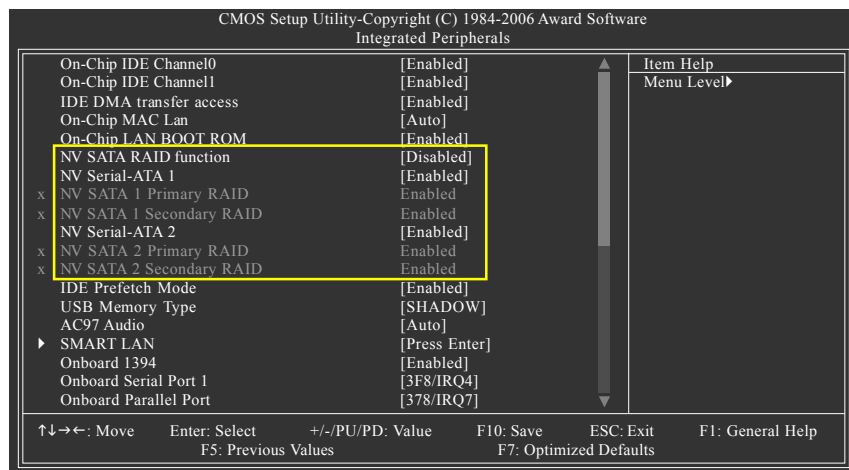 CMOS Setup Utility-Copyright (C) 1984-2006 Award Software
Integrated Peripherals
On-Chip IDE Channel0 [Enabled]
On-Chip IDE Channel1 [Enabled]
IDE DMA transfer access [Enabled]
On-Chip MAC Lan [Auto]
On-Chip LAN BOOT ROM [Enabled]
NV SATA RAID function [Disabled]
NV Serial-ATA 1 [Enabled]
x NV SATA 1 Primary RAID Enabled
x NV SATA 1 Secondary RAID Enabled
NV Serial-ATA 2 [Enabled]
x NV SATA 2 Primary RAID Enabled
x NV SATA 2 Secondary RAID Enabled
IDE Prefetch Mode [Enabled]
USB Memory Type [SHADOW]
AC97 Audio [Auto]
SMART LAN [Press Enter]
Onboard 1394 [Enabled]
Onboard Serial Port 1 [3F8/IRQ4]
Onboard Parallel Port [378/IRQ7]
Item Help
Menu Level
↑↓→←: Move Enter: Select +/-/PU/PD: Value F10: Save ESC: Exit F1: General Help
F5: Previous Values F7: Optimized Defaults